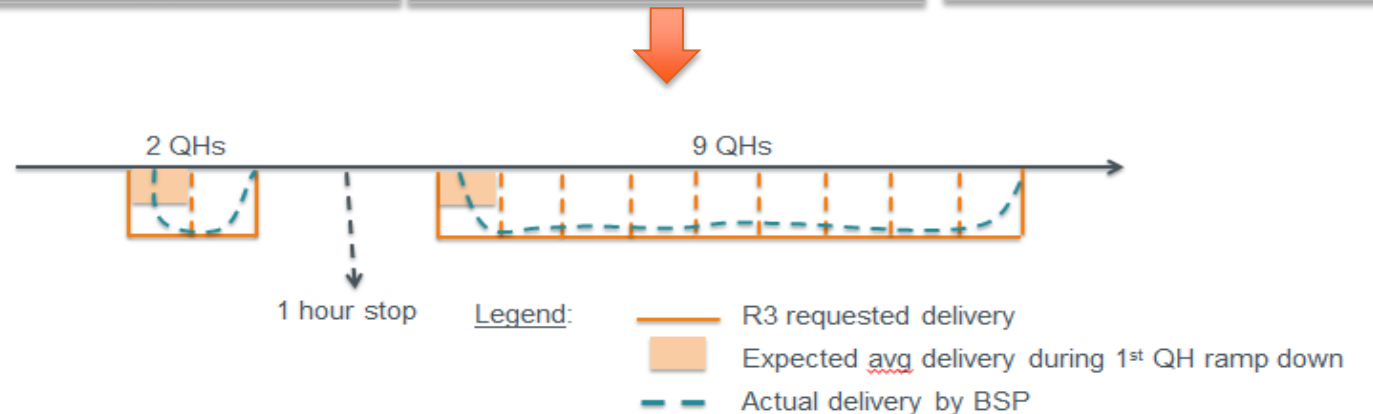 2 QHs
9 QHs
1 hour stop
Legend:
R3 requested delivery
Expected avg delivery during 1st QH ramp down
Actual delivery by BSP